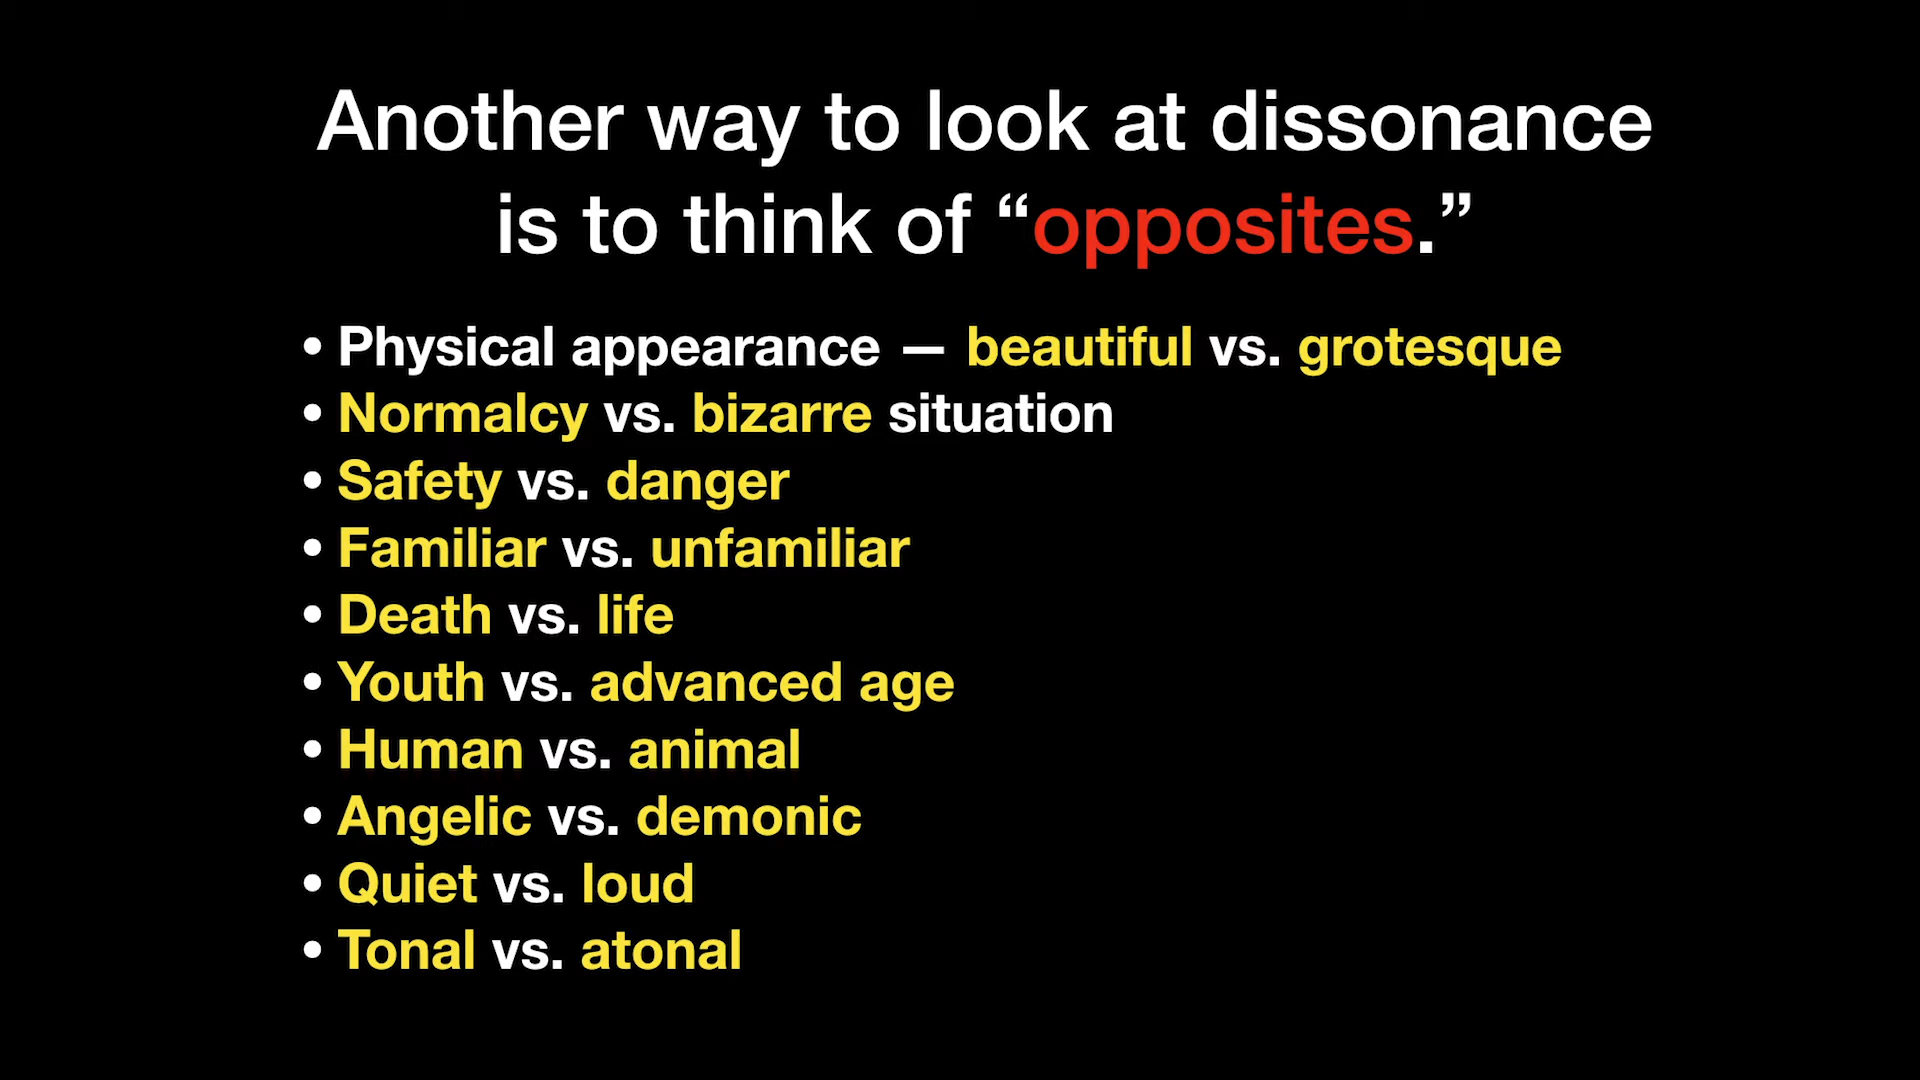 Another way to look at dissonance
is to think of “opposites.”
• Physical appearance — beautiful vs. grotesque
• Normalcy vs. bizarre situation
• Safety vs. danger
• Familiar vs. unfamiliar
• Death vs. life
• Youth vs. advanced age
• Human vs. animal
• Angelic vs. demonic
• Quiet vs. loud
• Tonal vs. atonal